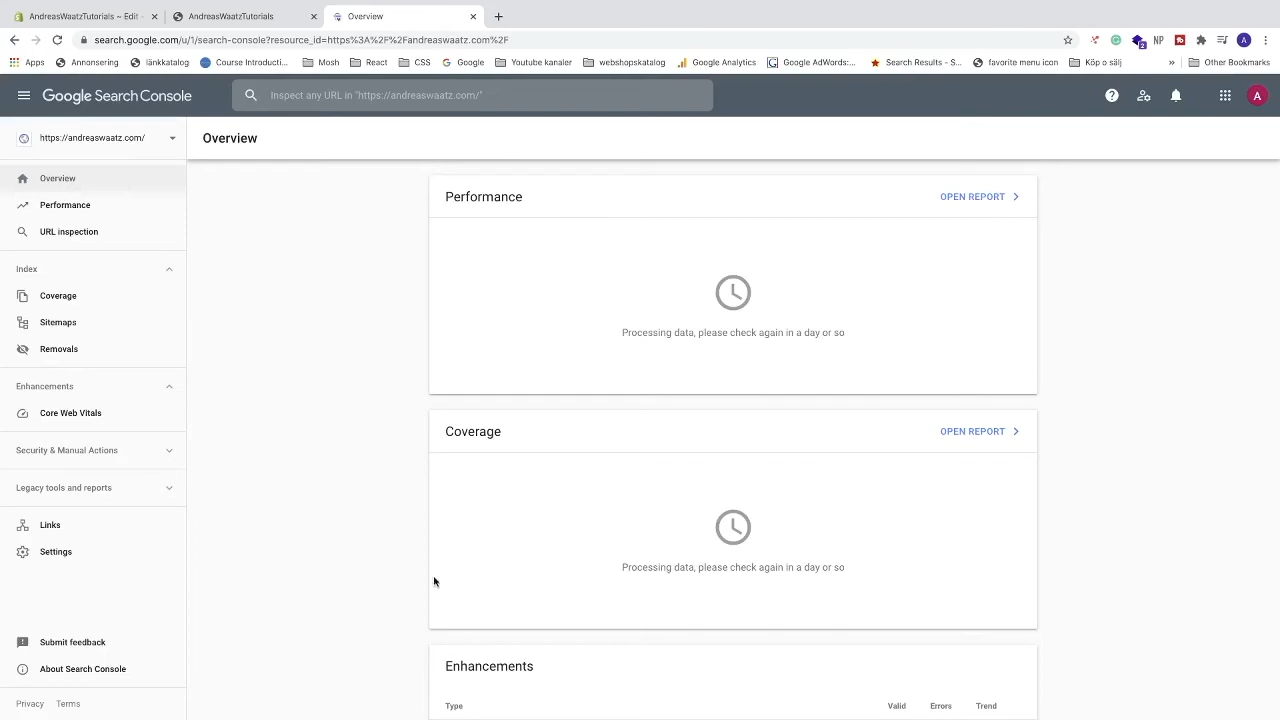 AndreasWaatzTutorials ~ Edit
AndreasWaatzTutorials
Overview
search.google.com/u/1/search-console?resource_id=https%3A%2F%2Fandreaswaatz.com%2F
Apps
Annonsering
länkkatalog
Course Introducti...
Mosh
React
CSS
Google
Youtube kanaler
webshopskatalog
Google Analytics
Google AdWords:...
Search Results - S...
favorite menu icon
Köp o sälj
»
Other Bookmarks
NP
2
A
Google Search Console
Inspect any URL in "https://andreaswaatz.com/"
A
https://andreaswaatz.com/
Overview
Overview
Performance
URL inspection
Index
Coverage
Sitemaps
Removals
Enhancements
Core Web Vitals
Security & Manual Actions
Legacy tools and reports
Links
Settings
Submit feedback
About Search Console
Privacy Terms
Performance
OPEN REPORT
Processing data, please check again in a day or so
Coverage
OPEN REPORT
Processing data, please check again in a day or so
Enhancements
Type Valid Errors Trend